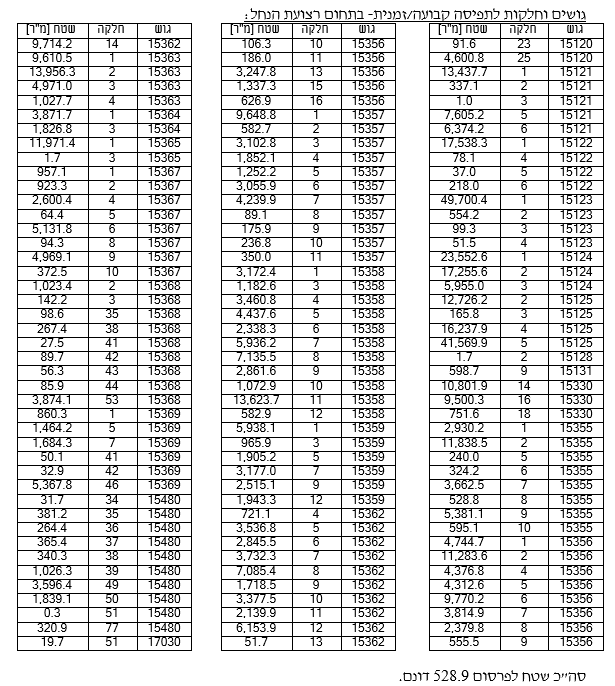 גושים וחלקות לתפיסה קבועה/זמנית- בתחום רצועת הנחל:
גוש חלקה שטח [מ"ר]
15120 23 91.6
15120 25 4,600.8
15121 1 13,437.7
15121 2 337.1
15121 3 1.0
15121 5 7,605.2
15121 6 6,374.2
15122 1 17,538.3
15122 4 78.1
15122 5 37.0
15122 6 218.0
15123 1 49,700.4
15123 2 554.2
15123 3 99.3
15123 4 51.5
15124 1 23,552.6
15124 2 17,255.6
15124 3 5,955.0
15125 2 12,726.2
15125 3 165.8
15125 4 16,237.9
15125 5 41,569.9
15128 2 1.7
15131 9 598.7
15330 14 10,801.9
15330 16 9,500.3
15330 18 751.6
15355 1 2,930.2
15355 2 11,838.5
15355 5 240.0
15355 6 324.2
15355 7 3,662.5
15355 8 528.8
15355 9 5,381.1
15355 10 595.1
15356 1 4,744.7
15356 2 11,283.6
15356 4 4,376.8
15356 5 4,312.6
15356 6 9,770.2
15356 7 3,814.9
15356 8 2,379.8
15356 9 555.5
גוש חלקה שטח [מ"ר]
15356 10 106.3
15356 11 186.0
15356 13 3,247.8
15356 15 1,337.3
15356 16 626.9
15357 1 9,648.8
15357 2 582.7
15357 3 3,102.8
15357 4 1,852.1
15357 5 1,252.2
15357 6 3,055.9
15357 7 4,239.9
15357 8 89.1
15357 9 175.9
15357 10 236.8
15357 11 350.0
15358 1 3,172.4
15358 3 1,182.6
15358 4 3,460.8
15358 5 4,437.6
15358 6 2,338.3
15358 7 5,936.2
15358 8 7,135.5
15358 9 2,861.6
15358 10 1,072.9
15358 11 13,623.7
15358 12 582.9
15359 1 5,938.1
15359 3 965.9
15359 5 1,905.2
15359 7 3,177.0
15359 9 2,515.1
15359 12 1,943.3
15362 4 721.1
15362 5 3,536.8
15362 6 2,845.5
15362 7 3,732.3
15362 8 7,085.4
15362 9 1,718.5
15362 10 3,377.5
15362 11 2,139.9
15362 12 6,153.9
15362 13 51.7
גוש חלקה שטח [מ"ר]
15362 14 9,714.2
15363 1 9,610.5
15363 2 13,956.3
15363 3 4,971.0
15363 4 1,027.7
15364 1 3,871.7
15364 3 1,826.8
15365 1 11,971.4
15365 3 1.7
15367 1 957.1
15367 2 923.3
15367 4 2,600.4
15367 5 64.4
15367 6 5,131.8
15367 8 94.3
15367 9 4,969.1
15367 10 372.5
15368 2 1,023.4
15368 3 142.2
15368 35 98.6
15368 38 267.4
15368 41 27.5
15368 42 89.7
15368 43 56.3
15368 44 85.9
15368 53 3,874.1
15369 1 860.3
15369 5 1,464.2
15369 7 1,684.3
15369 41 50.1
15369 42 32.9
15369 46 5,367.8
15480 34 31.7
15480 35 381.2
15480 36 264.4
15480 37 365.4
15480 38 340.3
15480 39 1,026.3
15480 49 3,596.4
15480 50 1,839.1
15480 51 0.3
15480 77 320.9
17030 51 19.7
סה״כ שטח לפרסום 528.9 דונם.